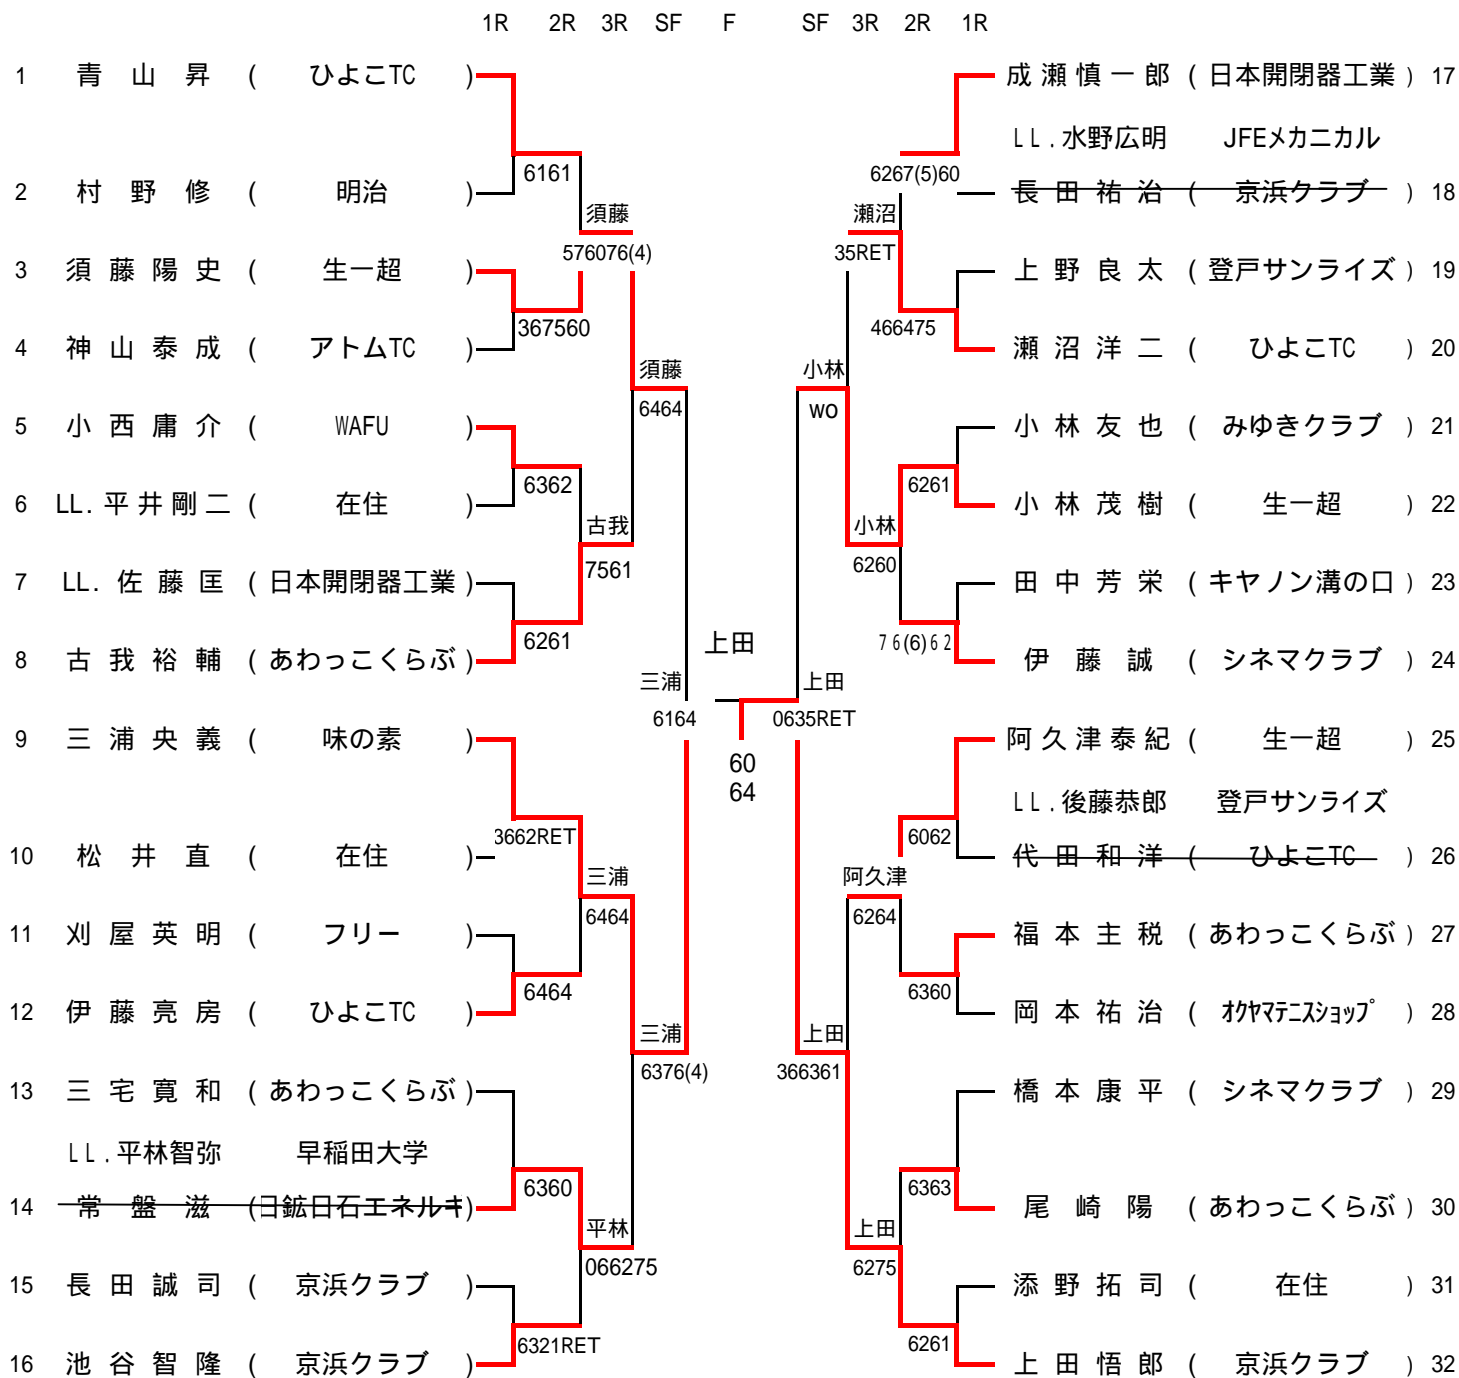 1R 2R 3R SF F SF 3R 2R 1R
1 青山昇 ( ひよこTC ) 成瀬慎一郎 ( 日本開閉器工業 ) 17
LL.水野広明 JFEメカニカル
6161 6267(5)60
2 村野修 ( 明治 ) 長田祐治 ( 京浜クラブ ) 18
須藤 瀬沼
576076(4) 35RET
3 須藤陽史 ( 生一超 ) 上野良太 ( 登戸サンライズ ) 19
367560 466475
4 神山泰成 ( アトムTC ) 瀬沼洋二 ( ひよこTC ) 20
須藤 小林
6464 wo
5 小西庸介 ( WAFU ) 小林友也 ( みゆきクラブ ) 21
6362 6261
6 LL.平井剛二 ( 在住 ) 小林茂樹 ( 生一超 ) 22
古我 小林
7561 6260
7 LL.佐藤匡 ( 日本開閉器工業 ) 田中芳栄 ( キヤノン溝の口 ) 23
6261 上田 76(6)62
8 古我裕輔 ( あわっこくらぶ ) 伊藤誠 ( シネマクラブ ) 24
三浦 上田
6164 0635RET
9 三浦央義 ( 味の素 ) 阿久津泰紀 ( 生一超 ) 25
60
64
LL.後藤恭郎 登戸サンライズ
3662RET 6062
10 松井直 ( 在住 ) 代田和洋 ( ひよこTC ) 26
三浦 阿久津
6464 6264
11 刈屋英明 ( フリー ) 福本主税 ( あわっこくらぶ ) 27
6464 6360
12 伊藤亮房 ( ひよこTC ) 岡本祐治 ( オクヤマテニスショップ ) 28
三浦 上田
6376(4) 366361
13 三宅寛和 ( あわっこくらぶ ) 橋本康平 ( シネマクラブ ) 29
LL.平林智弥 早稲田大学
6360 6363
14 常盤滋 (日鉱日石エネルキ) 尾崎陽 ( あわっこくらぶ ) 30
平林 上田
066275 6275
15 長田誠司 ( 京浜クラブ ) 添野拓司 ( 在住 ) 31
6321RET 6261
16 池谷智隆 ( 京浜クラブ ) 上田悟郎 ( 京浜クラブ ) 32